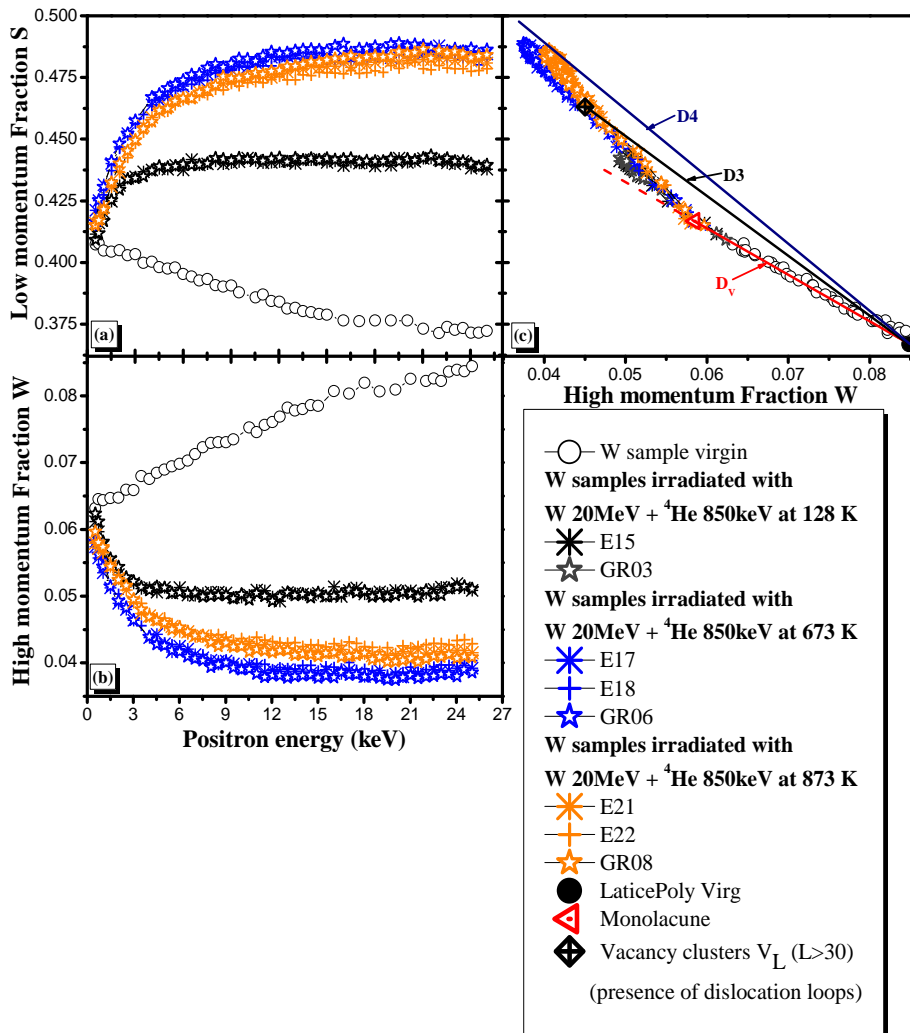 Low momentum Fraction S
0.500
0.475
0.450
0.425
0.400
0.375
(a)
High momentum Fraction W
0.08
0.07
0.06
0.05
0.04
(b)
0 3 6 9 12 15 18 21 24 27
Positron energy (keV)
D4
D3
D_v
(c)
0.04 0.05 0.06 0.07 0.08
High momentum Fraction W
W sample virgin
W samples irradiated with
W 20MeV + ^4He 850keV at 128 K
E15
GR03
W samples irradiated with
W 20MeV + ^4He 850keV at 673 K
E17
E18
GR06
W samples irradiated with
W 20MeV + ^4He 850keV at 873 K
E21
E22
GR08
LaticePoly Virg
Monolacune
Vacancy clusters V_L (L>30)
(presence of dislocation loops)